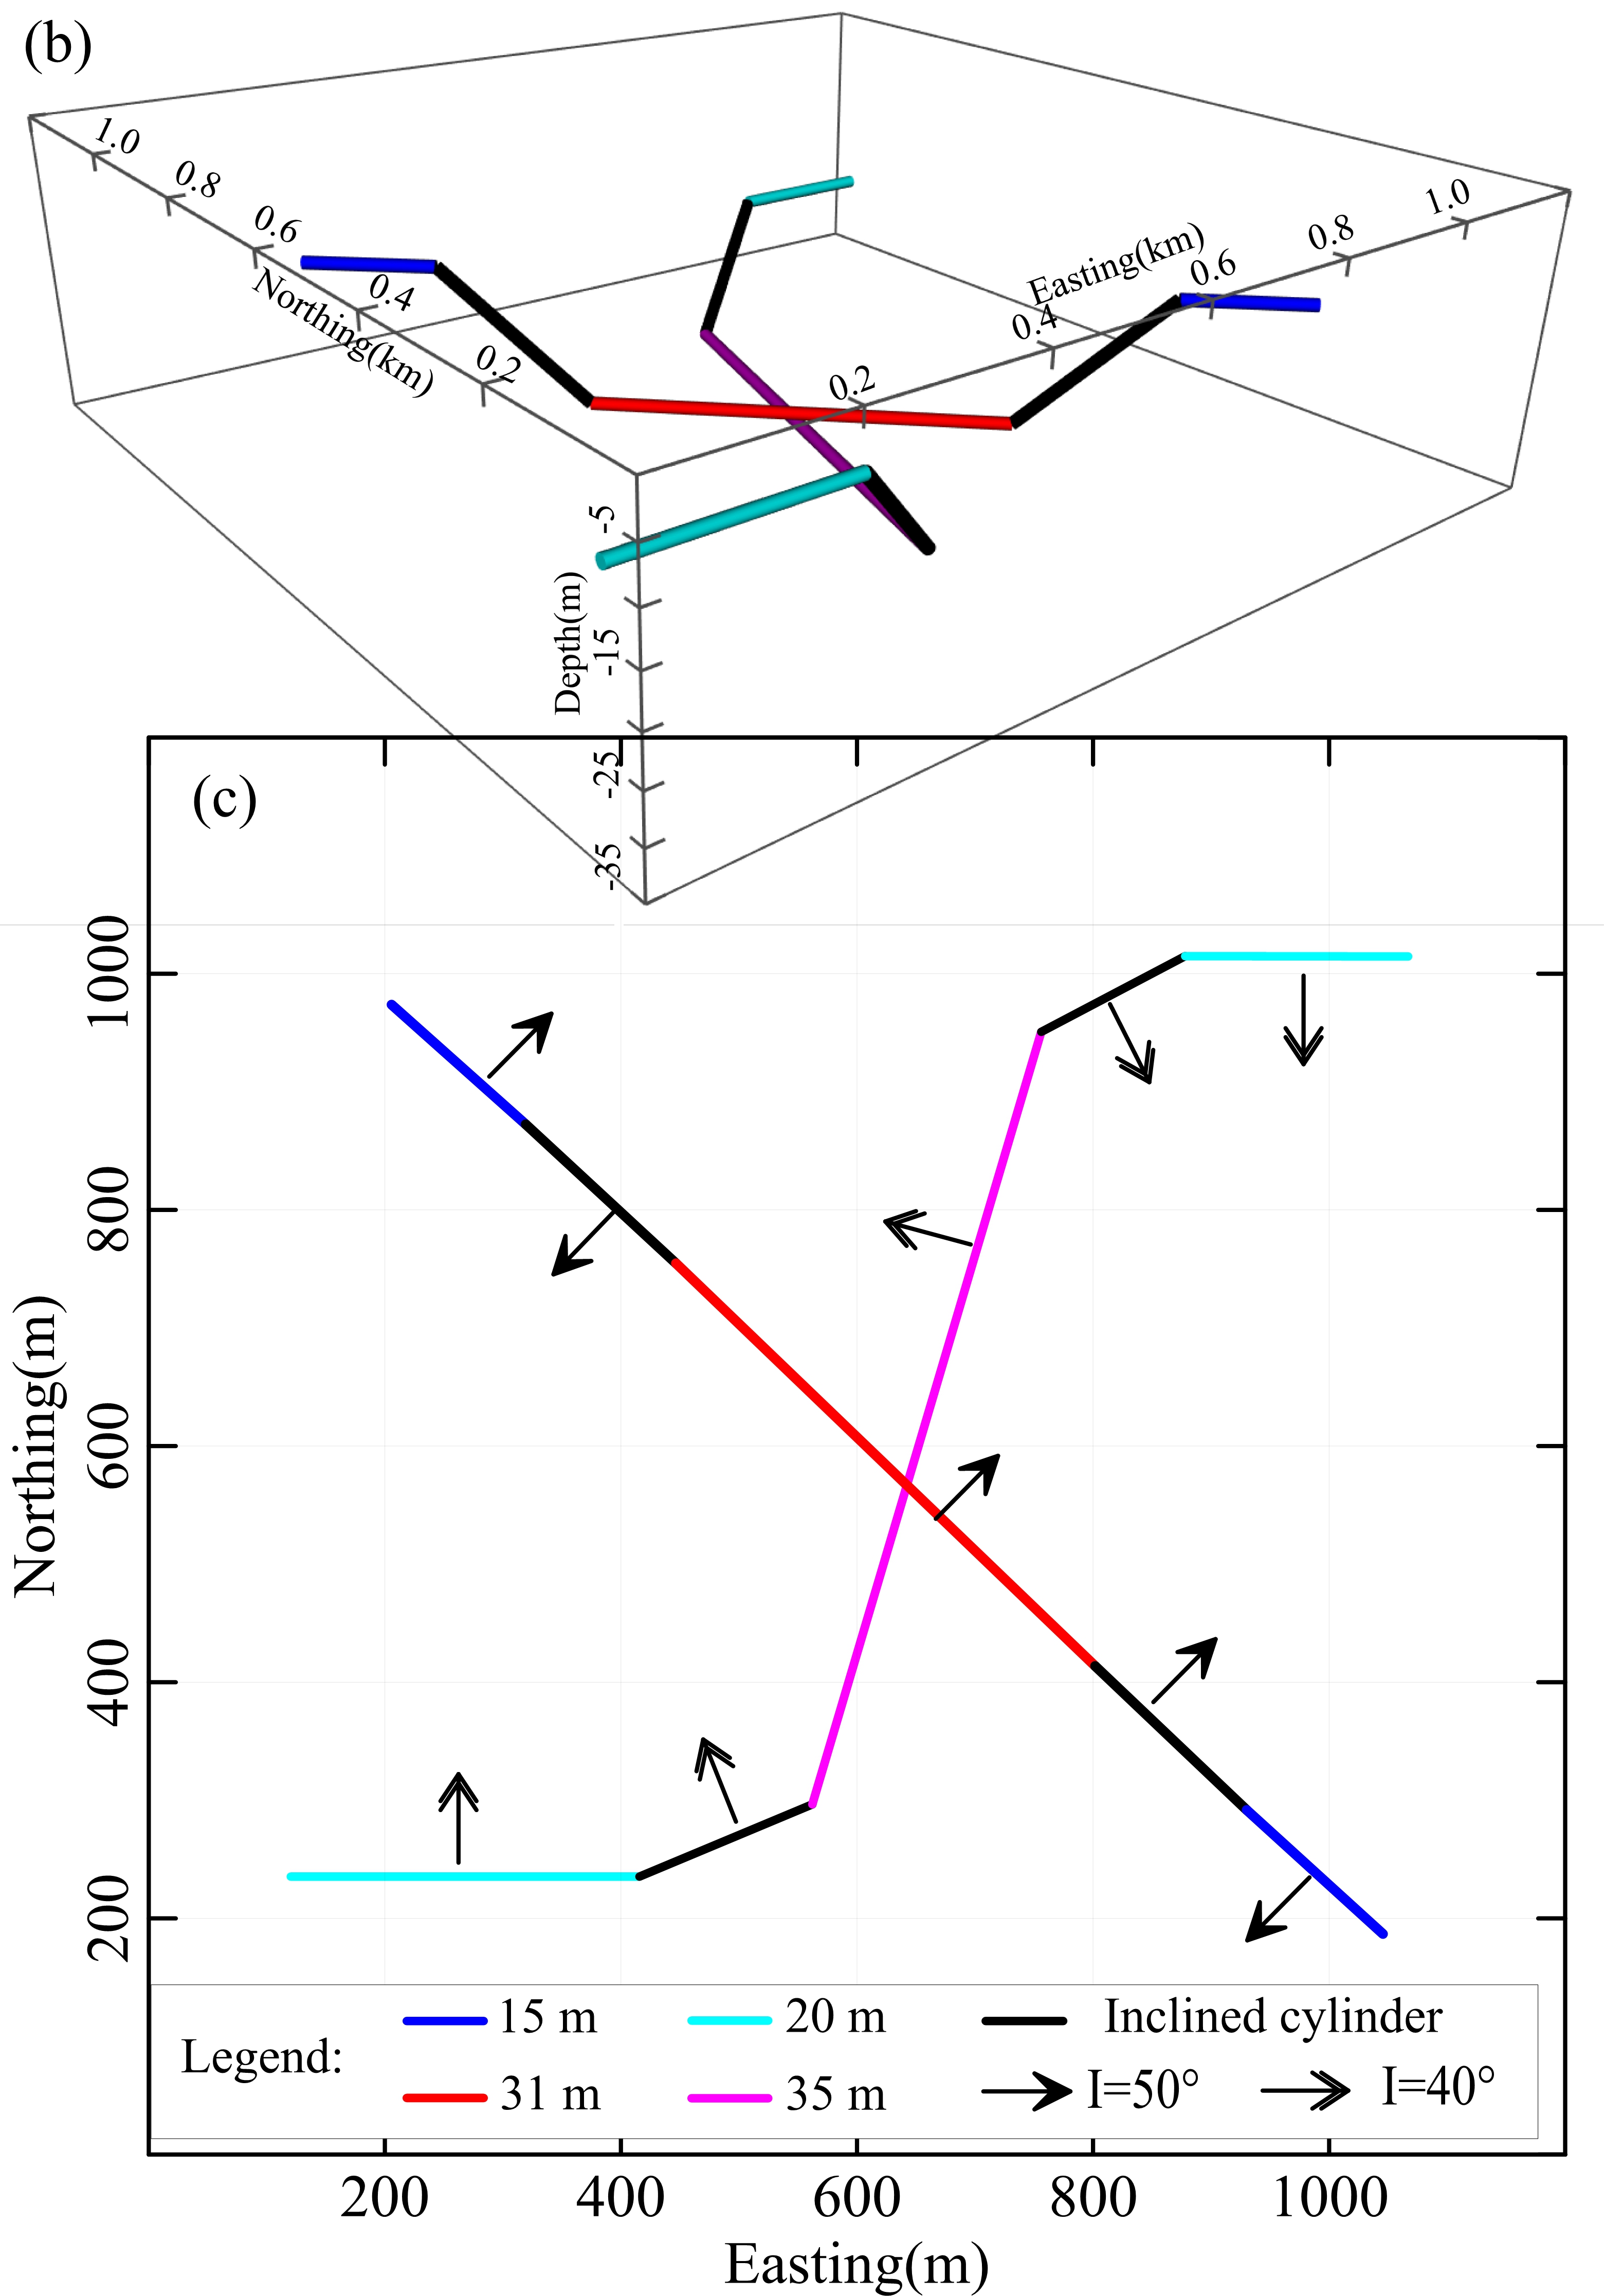 (b)
1.0
0.8
0.6
0.4
0.2
Northing(km)
Easting(km)
0.2
0.4
0.6
0.8
1.0
-5
-15
-25
-35
Depth(m)
(c)
1000
800
600
400
200
Northing(m)
Legend:
15 m
20 m
Inclined cylinder
31 m
35 m
I=50°
I=40°
200
400
600
800
1000
Easting(m)